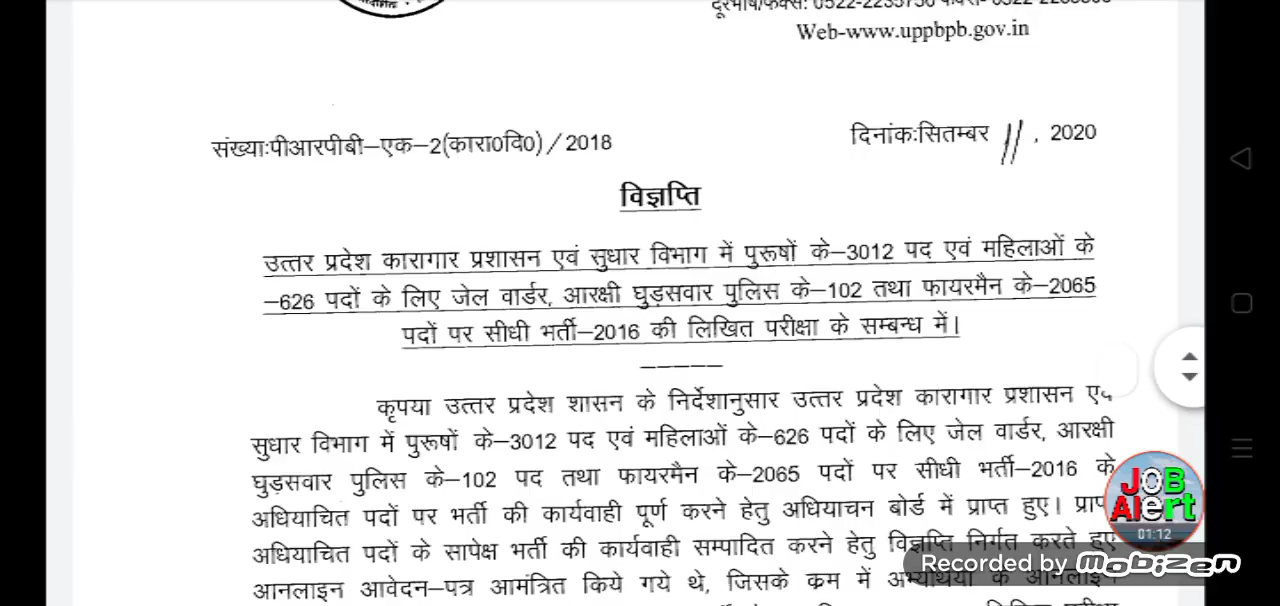 दूरभाष/फैक्स: 0522-2235750
Web-www.uppbpb.gov.in
संख्याःपीआरपीबी–एक–2(कारा0वि0)/2018
दिनांकःसितम्बर 11, 2020
विज्ञप्ति
उत्तर प्रदेश कारागार प्रशासन एवं सुधार विभाग में पुरूषों के–3012 पद एवं महिलाओं के
–626 पदों के लिए जेल वार्डर, आरक्षी घुड़सवार पुलिस के–102 तथा फायरमैन के–2065
पदों पर सीधी भर्ती–2016 की लिखित परीक्षा के सम्बन्ध में।
–––––
कृपया उत्तर प्रदेश शासन के निर्देशानुसार उत्तर प्रदेश कारागार प्रशासन
सुधार विभाग में पुरूषों के–3012 पद एवं महिलाओं के–626 पदों के लिए जेल वार्डर, आरक्षी
घुड़सवार पुलिस के–102 पद तथा फायरमैन के–2065 पदों पर सीधी भर्ती–2016 के
अधियाचित पदों पर भर्ती की कार्यवाही पूर्ण करने हेतु अधियाचन बोर्ड में प्राप्त हुए।
अधियाचित पदों के सापेक्ष भर्ती की कार्यवाही सम्पादित करने हेतु विज्ञप्ति निर्गत करते हुए
आनलाइन आवेदन–पत्र आमंत्रित किये गये थे, जिसके क्रम में
JOB
Alert
01:12
Recorded by mobizen